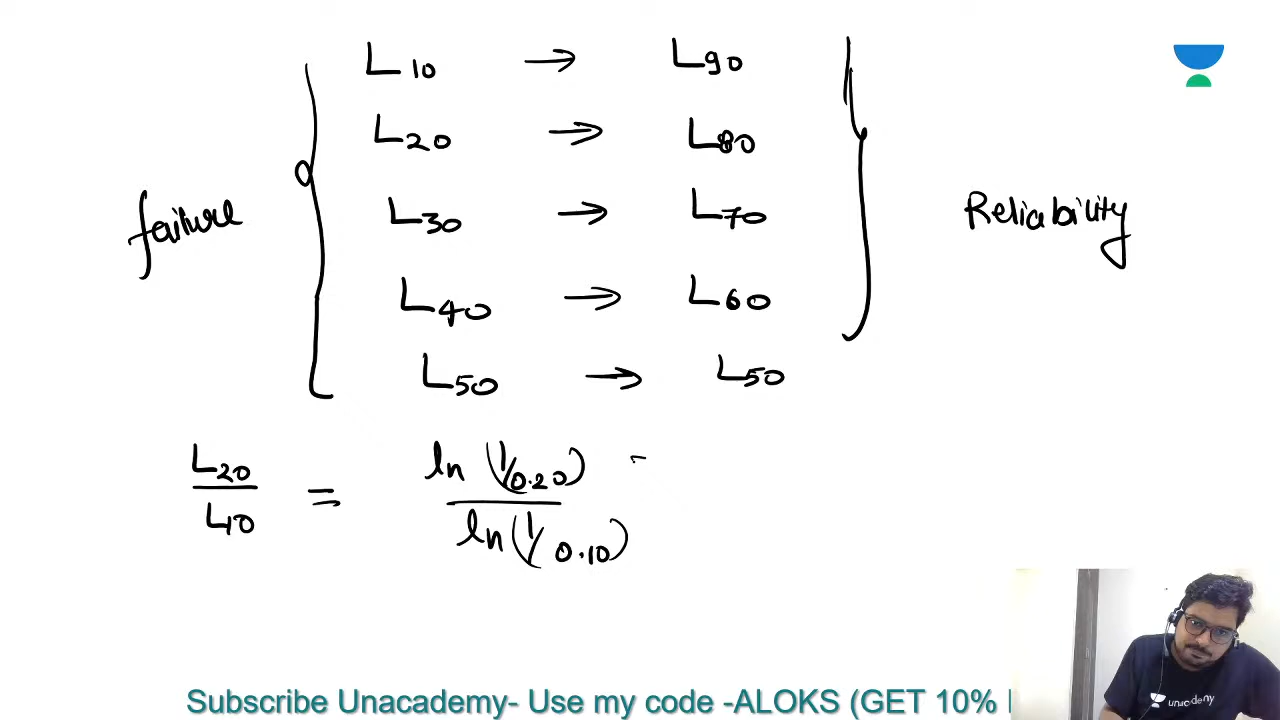 L10 → L90
L20 → L80
failure L30 → L70 Reliability
L40 → L60
L50 → L50
L20 / L10 = ln (1/0.20) / ln (1/0.10)
unacademy
Subscribe Unacademy- Use my code -ALOKS (GET 10%